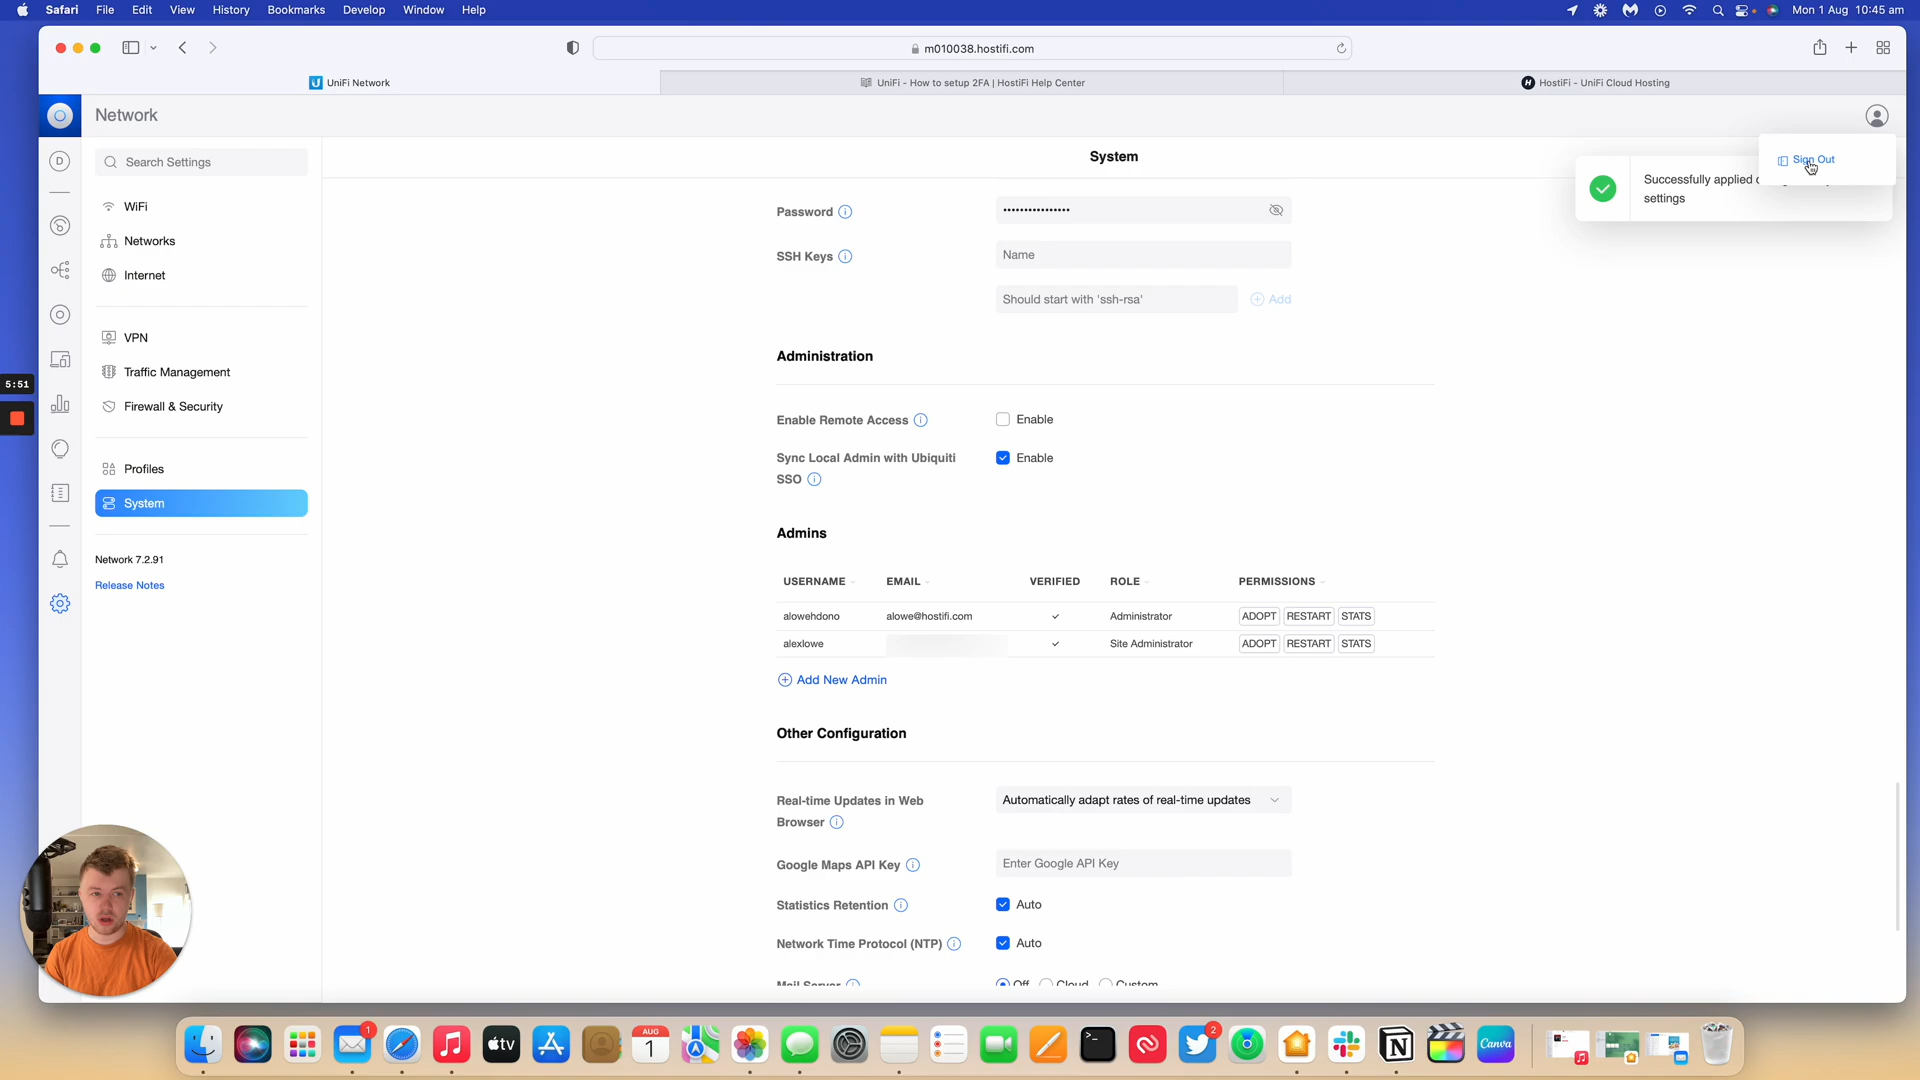 Safari File Edit View History Bookmarks Develop Window Help
Mon 1 Aug 10:45 am
m010038.hostifi.com
UniFi Network
UniFi - How to setup 2FA | HostiFi Help Center
HostiFi - UniFi Cloud Hosting
Network
Search Settings
System
Sign Out
Successfully applied
settings
WiFi
Networks
Internet
VPN
Traffic Management
Firewall & Security
Profiles
System
Network 7.2.91
Release Notes
5:51
Password
••••••••••••••••
SSH Keys
Name
Should start with 'ssh-rsa'
Add
Administration
Enable Remote Access
Enable
Sync Local Admin with Ubiquiti
SSO
Enable
Admins
USERNAME EMAIL VERIFIED ROLE PERMISSIONS
alowehdono alowe@hostifi.com Administrator ADOPT RESTART STATS
alexlowe Site Administrator ADOPT RESTART STATS
Add New Admin
Other Configuration
Real-time Updates in Web
Browser
Automatically adapt rates of real-time updates
Google Maps API Key
Enter Google API Key
Statistics Retention
Auto
Network Time Protocol (NTP)
Auto
Mail Server
Off Cloud Custom
1
tv
AUG
1
2
Canva